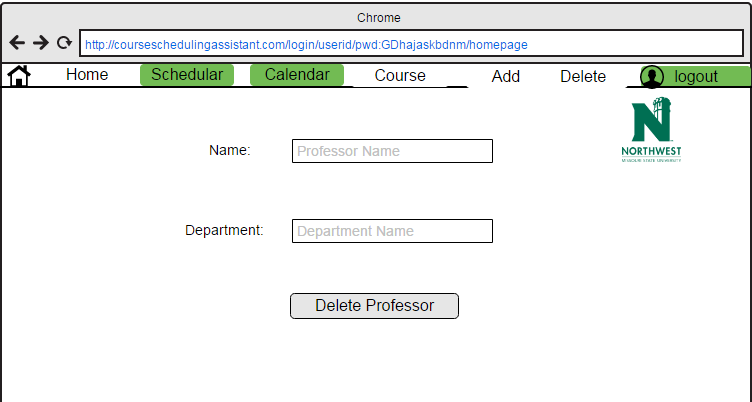 Chrome
http://courseschedulingassistant.com/login/userid/pwd:GDhajaskbdnm/homepage
Home Schedular Calendar Course Add Delete logout
N
NORTHWEST
MISSOURI STATE UNIVERSITY
Name: Professor Name
Department: Department Name
Delete Professor